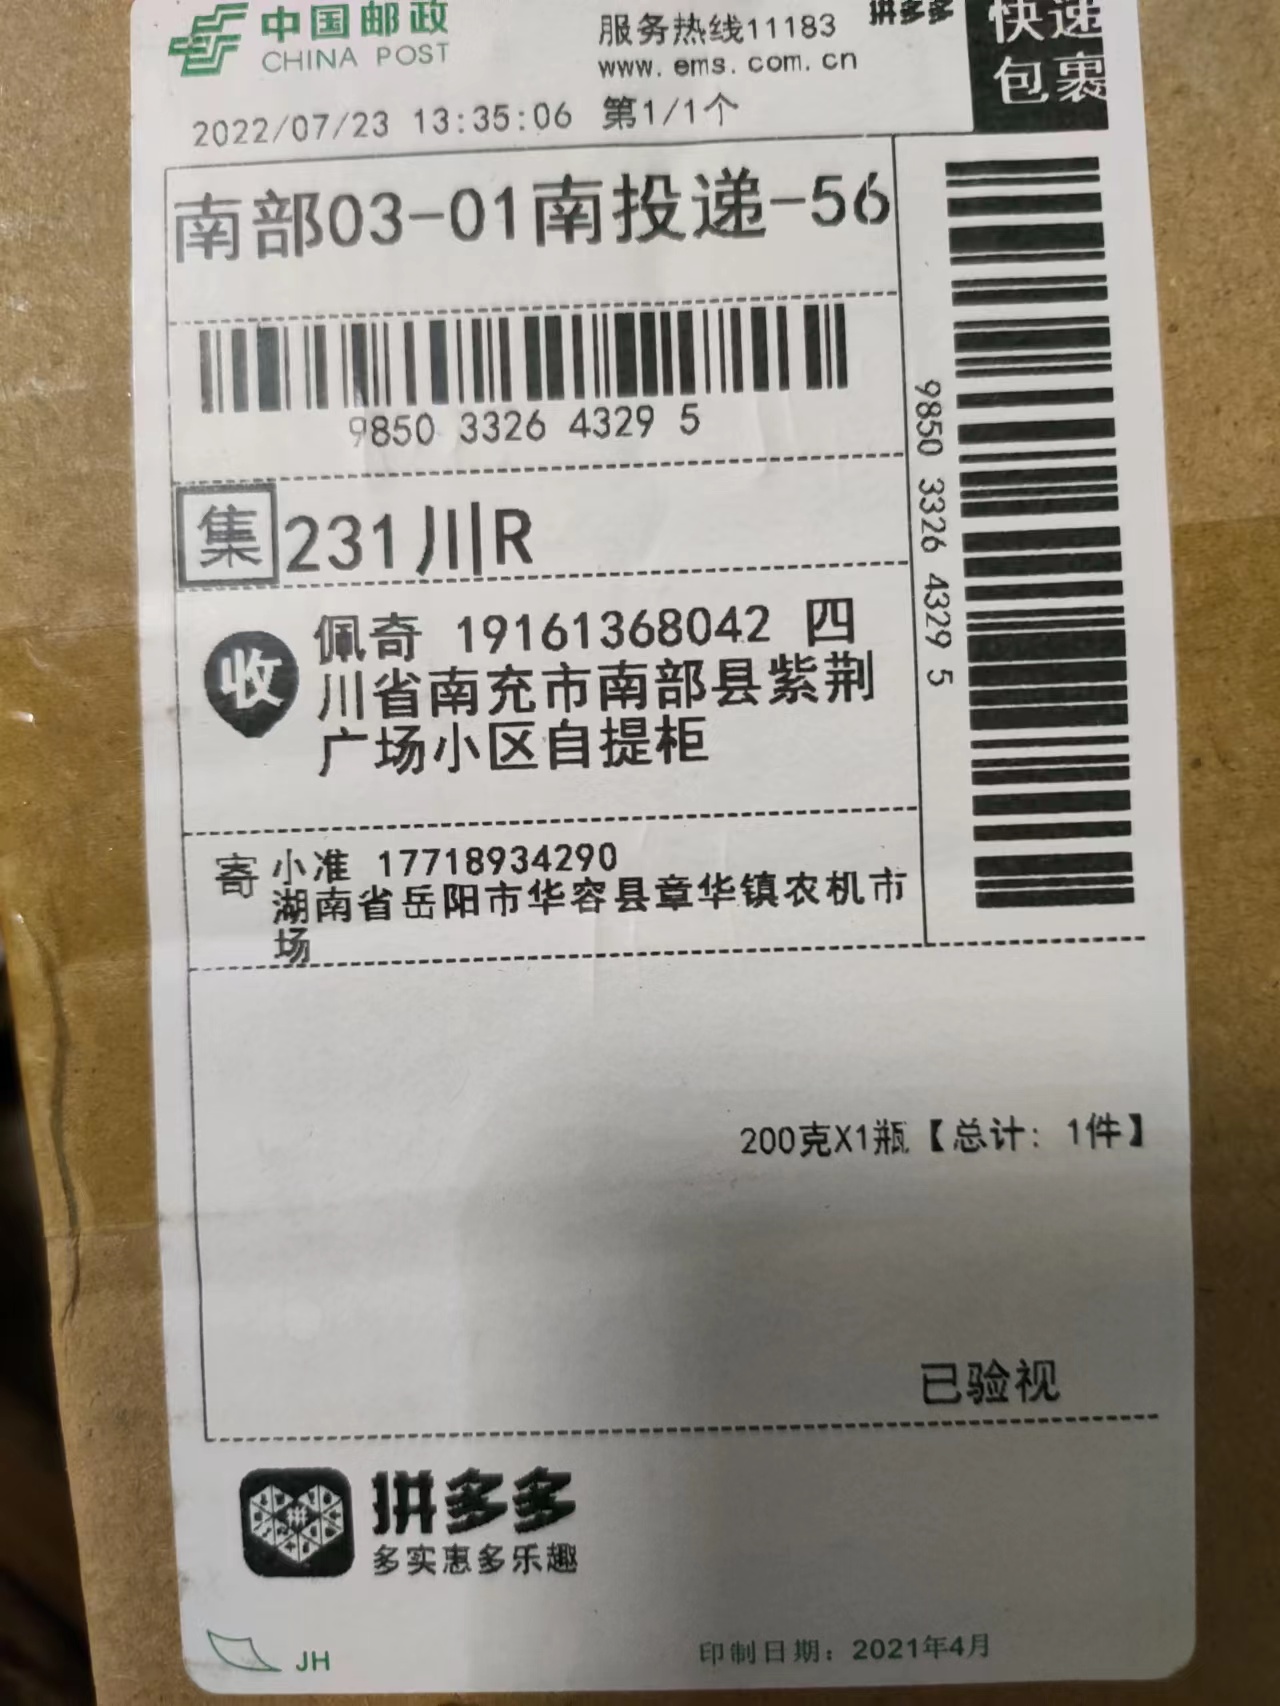 中国邮政
CHINA POST
服务热线11183
www.ems.com.cn
拼多多
快递
包裹
2022/07/23 13:35:06 第1/1个
南部03-01南投递-56
9850 3326 4329 5
9850 3326 4329 5
集 231川R
收
佩奇 19161368042 四
川省南充市南部县紫荆
广场小区自提柜
寄 小准 17718934290
湖南省岳阳市华容县章华镇农机市
场
200克X1瓶【总计：1件】
已验视
拼多多
多实惠多乐趣
JH
印制日期：2021年4月